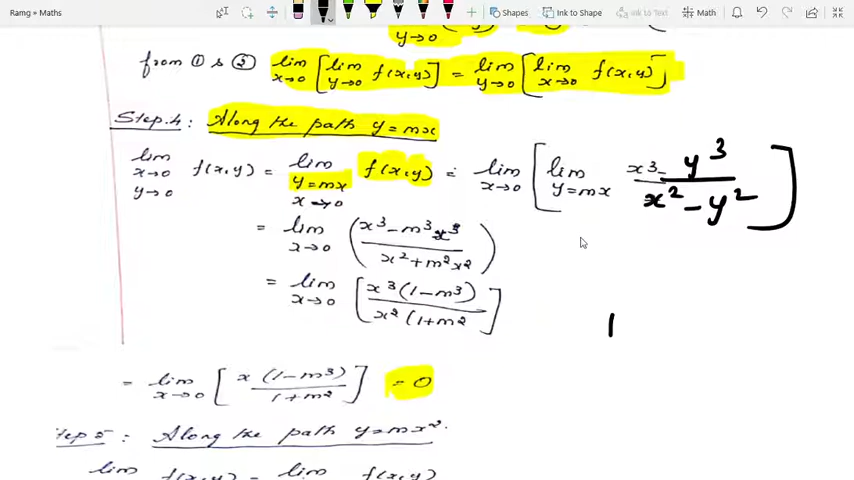 Ramg » Maths
Shapes
Ink to Shape
Ink to Text
Math
y→0
from ① & ② lim x→0 [lim y→0 f(x,y)] = lim y→0 [lim x→0 f(x,y)]
Step.4: Along the path y = mx
lim x→0 y→0 f(x,y) = lim y=mx x→0 f(x,y) = lim x→0 [lim y=mx x³-y³/x²-y²]
= lim x→0 (x³-m³x³/x²+m²x²)
= lim x→0 [x³(1-m³)/x²(1+m²]
= lim x→0 [x(1-m³)/1+m²] = 0
Step 5: Along the path y=mx².
lim f(x,y) = lim f(x,y)